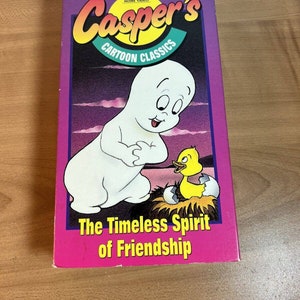 Casper's
CARTOON CLASSICS
The Timeless Spirit
of Friendship